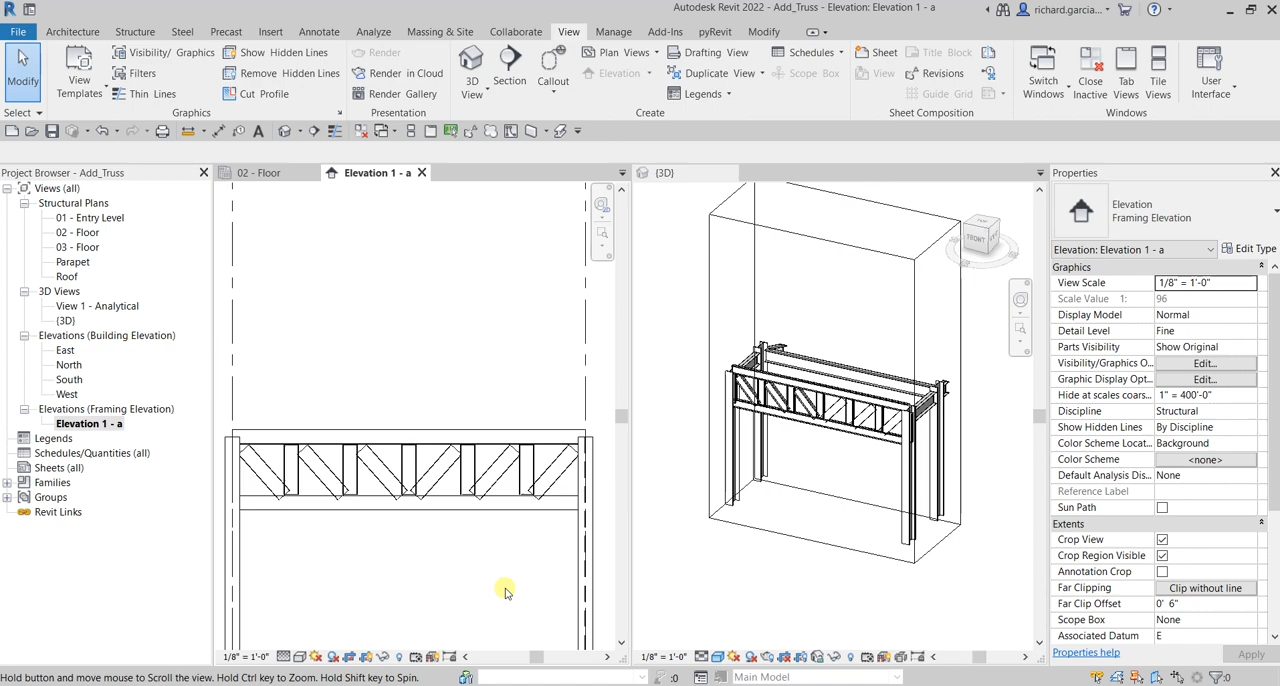 Autodesk Revit 2022 - Add_Truss - Elevation: Elevation 1 - a
richard.garcia...
File Architecture Structure Steel Precast Insert Annotate Analyze Massing & Site Collaborate View Add-Ins pyRevit Modify
Modify
Select
View Templates
Visibility/ Graphics
Filters
Thin Lines
Show Hidden Lines
Remove Hidden Lines
Cut Profile
Graphics
Render
Render in Cloud
Render Gallery
Presentation
3D View
Section
Callout
Plan Views
Elevation
Drafting View
Duplicate View
Legends
Schedules
Scope Box
Create
Sheet
View
Title Block
Revisions
Guide Grid
Sheet Composition
Switch Windows
Close Inactive
Tab Views
Tile Views
Windows
User Interface
Project Browser - Add_Truss
Views (all)
Structural Plans
01 - Entry Level
02 - Floor
03 - Floor
Parapet
Roof
3D Views
View 1 - Analytical
{3D}
Elevations (Building Elevation)
East
North
South
West
Elevations (Framing Elevation)
Elevation 1 - a
Legends
Schedules/Quantities (all)
Sheets (all)
Families
Groups
Revit Links
02 - Floor
Elevation 1 - a
1/8" = 1'-0"
{3D}
FRONT
1/8" = 1'-0"
Properties
Elevation
Framing Elevation
Elevation: Elevation 1 - a
Edit Type
Graphics
View Scale 1/8" = 1'-0"
Scale Value 1: 96
Display Model Normal
Detail Level Fine
Parts Visibility Show Original
Visibility/Graphics O... Edit...
Graphic Display Opt... Edit...
Hide at scales coars... 1" = 400'-0"
Discipline Structural
Show Hidden Lines By Discipline
Color Scheme Locat... Background
Color Scheme <none>
Default Analysis Dis... None
Reference Label
Sun Path
Extents
Crop View
Crop Region Visible
Annotation Crop
Far Clipping Clip without line
Far Clip Offset 0' 6"
Scope Box None
Associated Datum E
Properties help
Apply
Hold button and move mouse to Scroll the view. Hold Ctrl key to Zoom. Hold Shift key to Spin.
:0
Main Model
:0